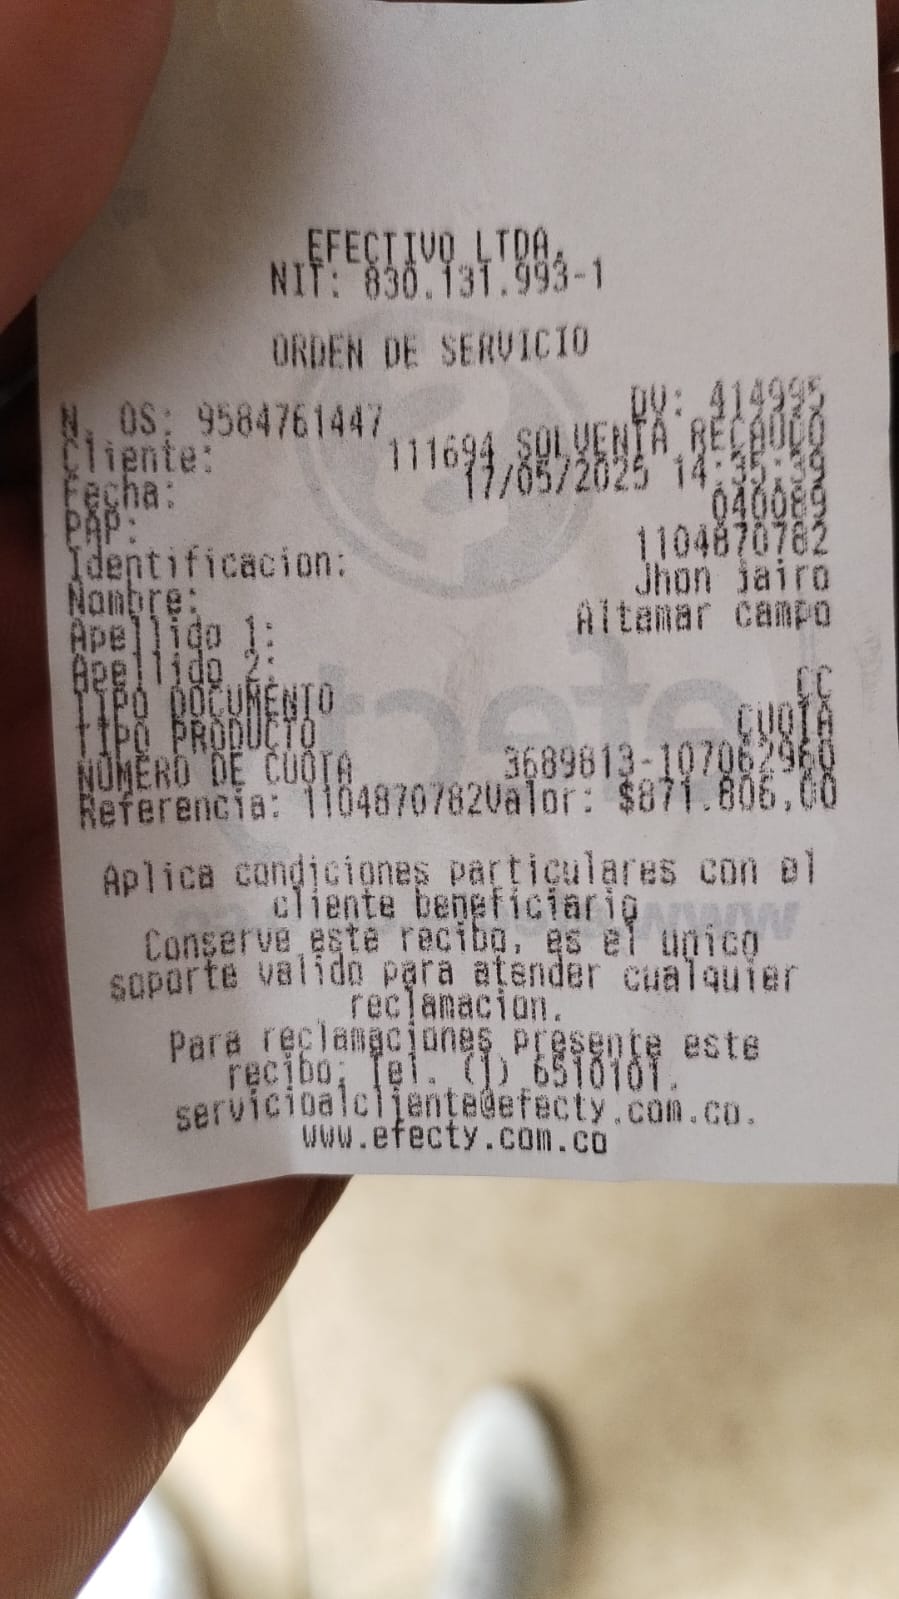 EFECTIVO LTDA.
NIT: 830.131.993-1
ORDEN DE SERVICIO
DV: 414995
N. OS: 9584761447
Cliente: 111694 SOLVENTA RECAUDO
Fecha: 17/05/2025 14:35:39
PAP: 040089
Identificacion: 1104870782
Nombre: Jhon jairo
Apellido 1: Altamar campo
Apellido 2:
TIPO DOCUMENTO CC
TIPO PRODUCTO CUOTA
NUMERO DE CUOTA 3689813-107062960
Referencia: 1104870782Valor: $871.806,00
Aplica condiciones particulares con el
cliente beneficiario
Conserve este recibo, es el unico
soporte valido para atender cualquier
reclamacion.
Para reclamaciones presente este
recibo; Tel. (1) 6510101.
servicioalcliente@efecty.com.co.
www.efecty.com.co